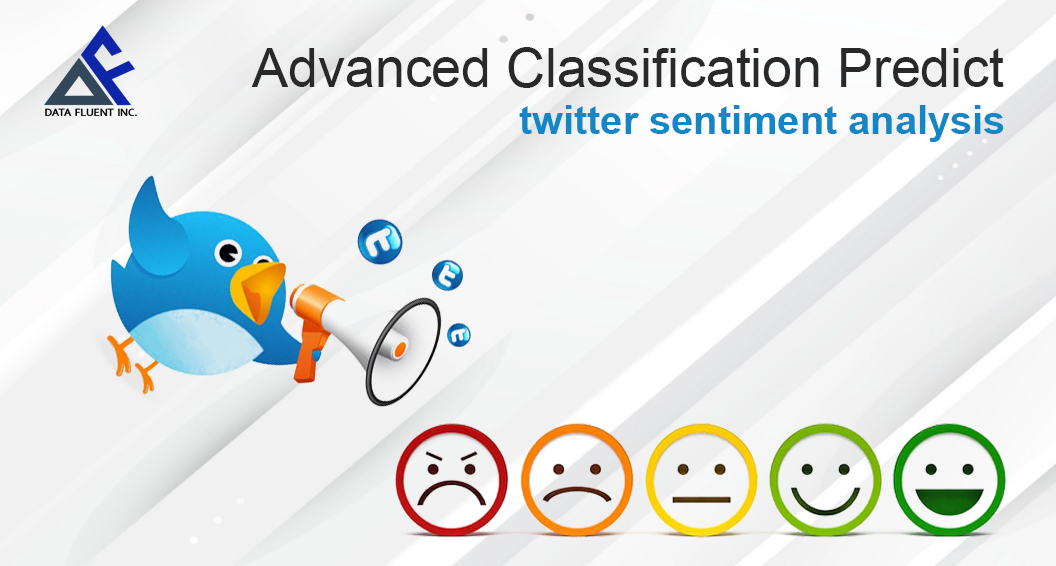 DATA FLUENT INC.
Advanced Classification Predict
twitter sentiment analysis